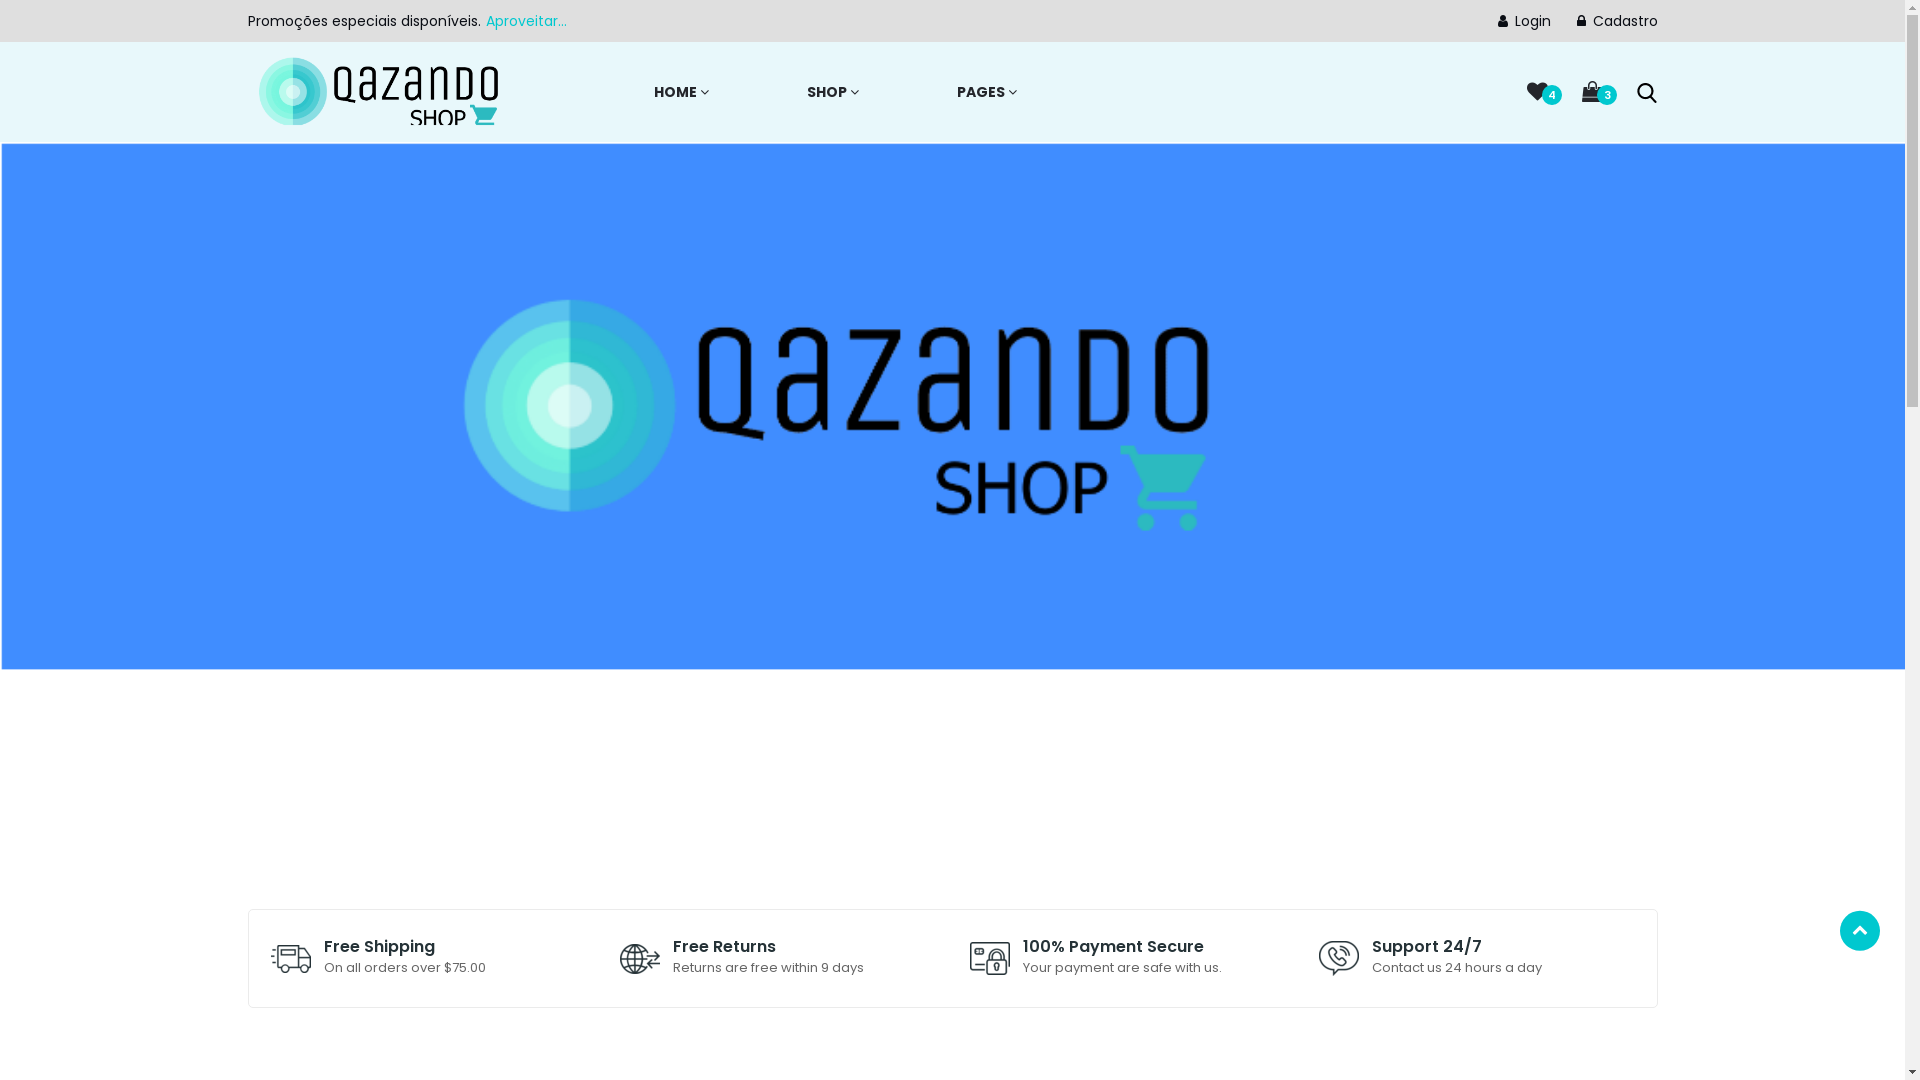 Promoções especiais disponíveis. Aproveitar...
Login
Cadastro
QAZANDO
SHOP
HOME
SHOP
PAGES
4
3
QAZANDO
SHOP
Free Shipping
On all orders over $75.00
Free Returns
Returns are free within 9 days
100% Payment Secure
Your payment are safe with us.
Support 24/7
Contact us 24 hours a day